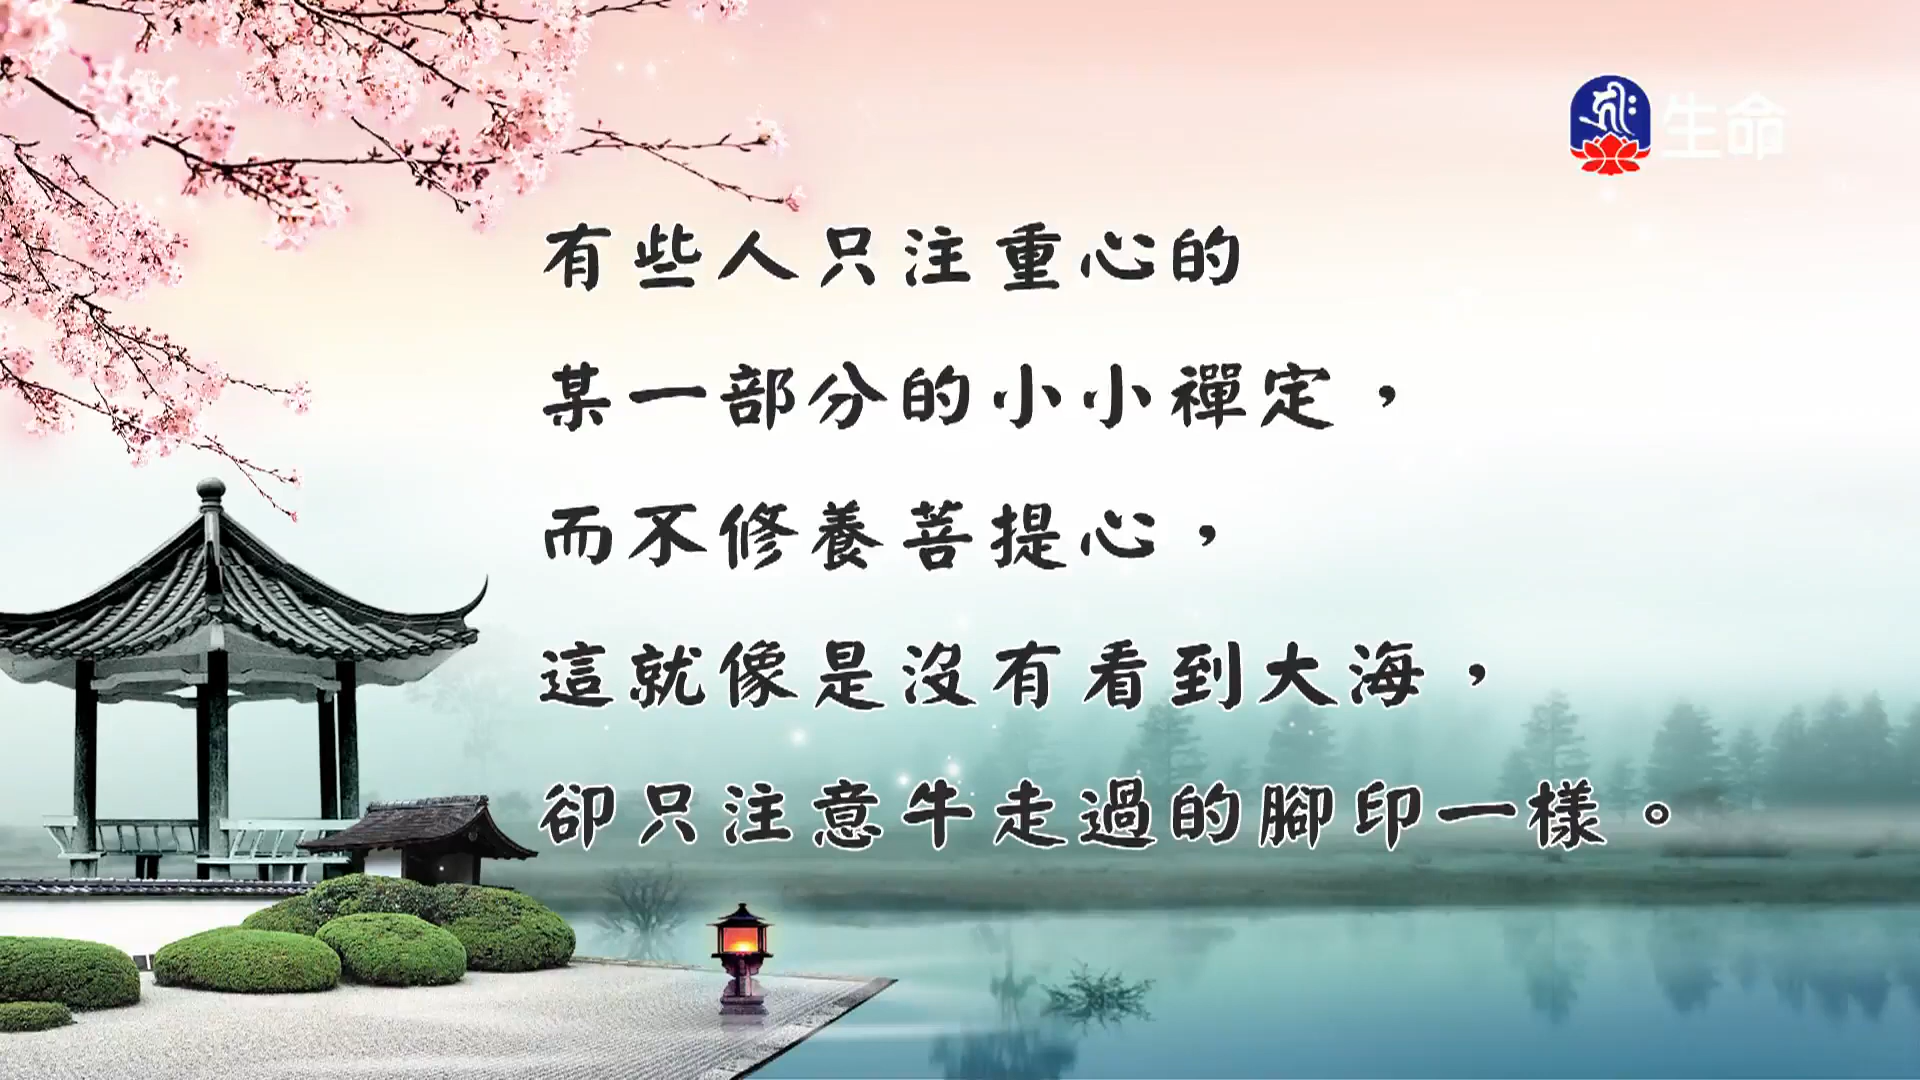 生命
有些人只注重心的
某一部分的小小禪定，
而不修養菩提心，
這就像是沒有看到大海，
卻只注意牛走過的腳印一樣。